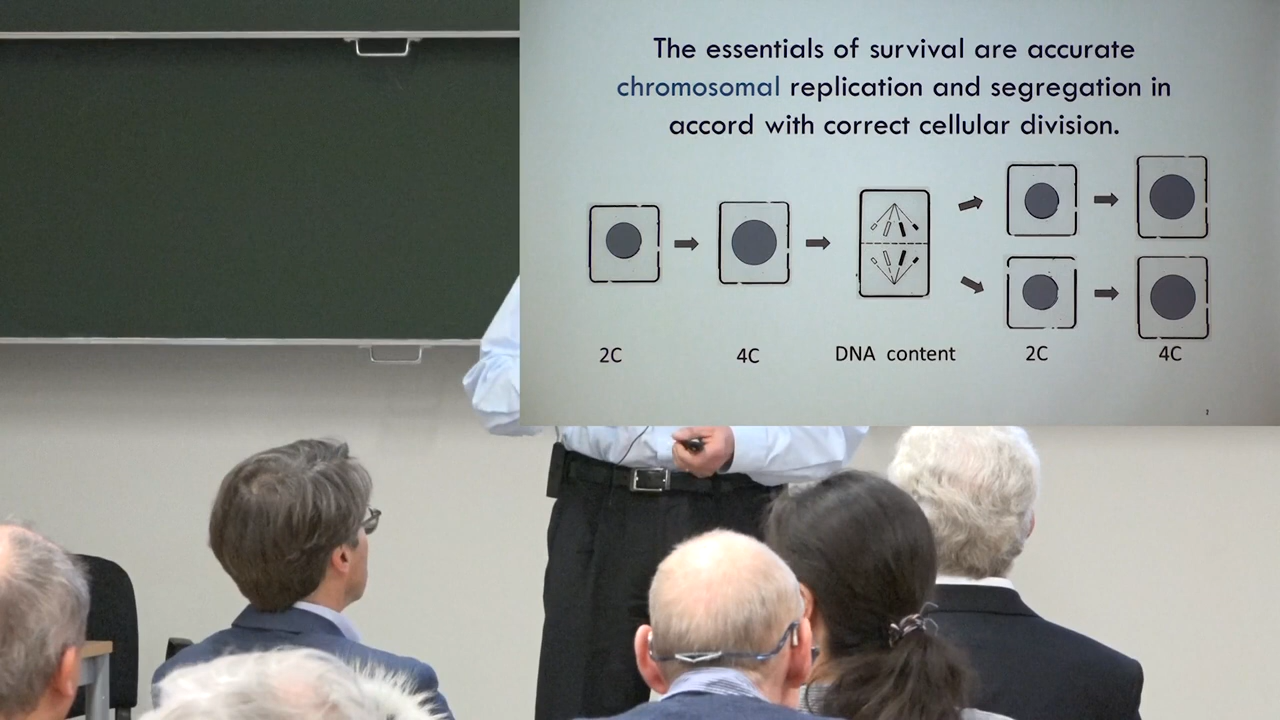 The essentials of survival are accurate
chromosomal replication and segregation in
accord with correct cellular division.
2C 4C DNA content 2C 4C
7